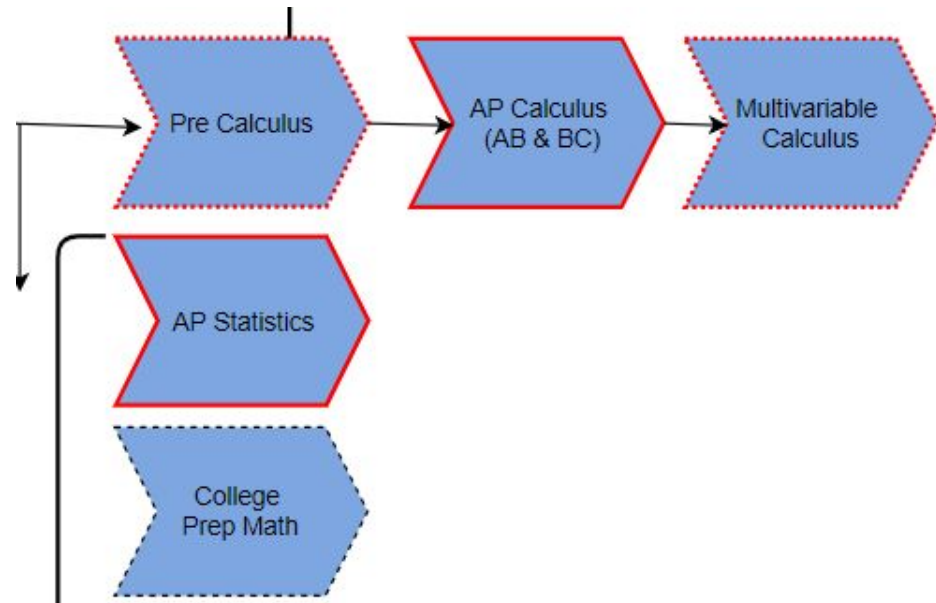 Pre Calculus
AP Calculus
(AB & BC)
Multivariable
Calculus
AP Statistics
College
Prep Math